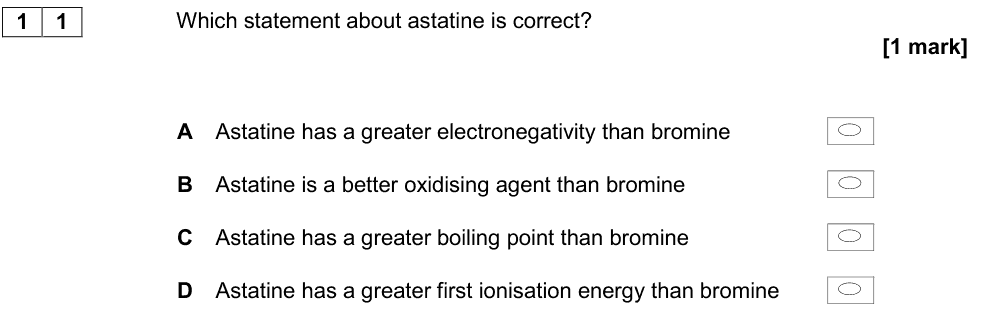 1 1 Which statement about astatine is correct?
[1 mark]
A Astatine has a greater electronegativity than bromine
B Astatine is a better oxidising agent than bromine
C Astatine has a greater boiling point than bromine
D Astatine has a greater first ionisation energy than bromine